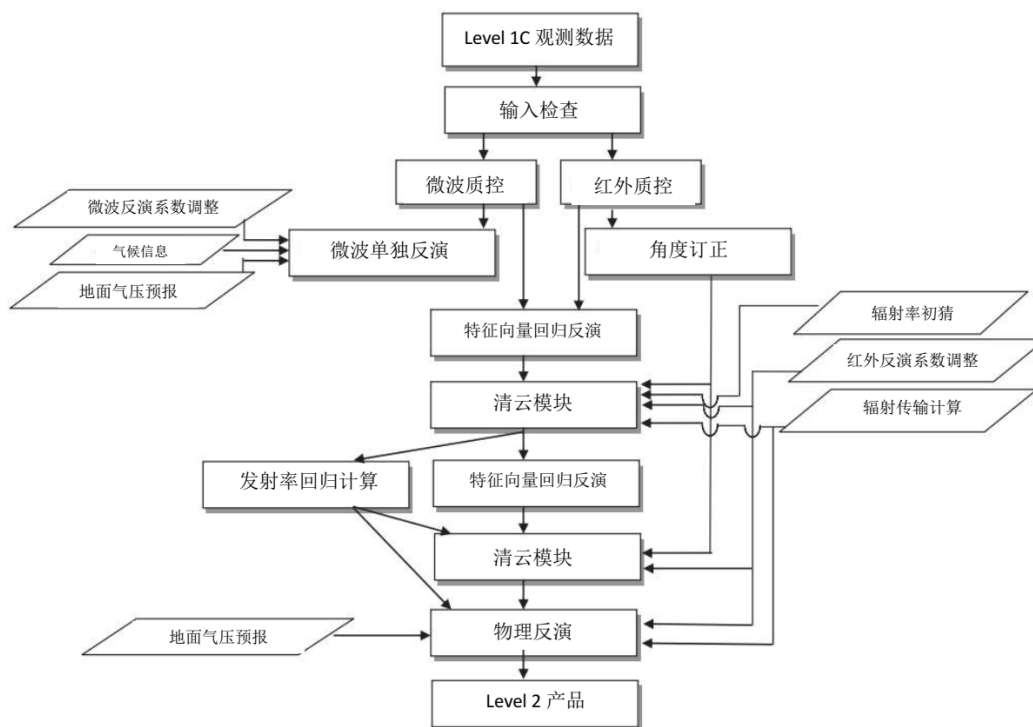 Level 1C 观测数据
输入检查
微波质控
红外质控
微波反演系数调整
气候信息
地面气压预报
微波单独反演
角度订正
特征向量回归反演
辐射率初猜
红外反演系数调整
辐射传输计算
清云模块
发射率回归计算
特征向量回归反演
清云模块
地面气压预报
物理反演
Level 2 产品